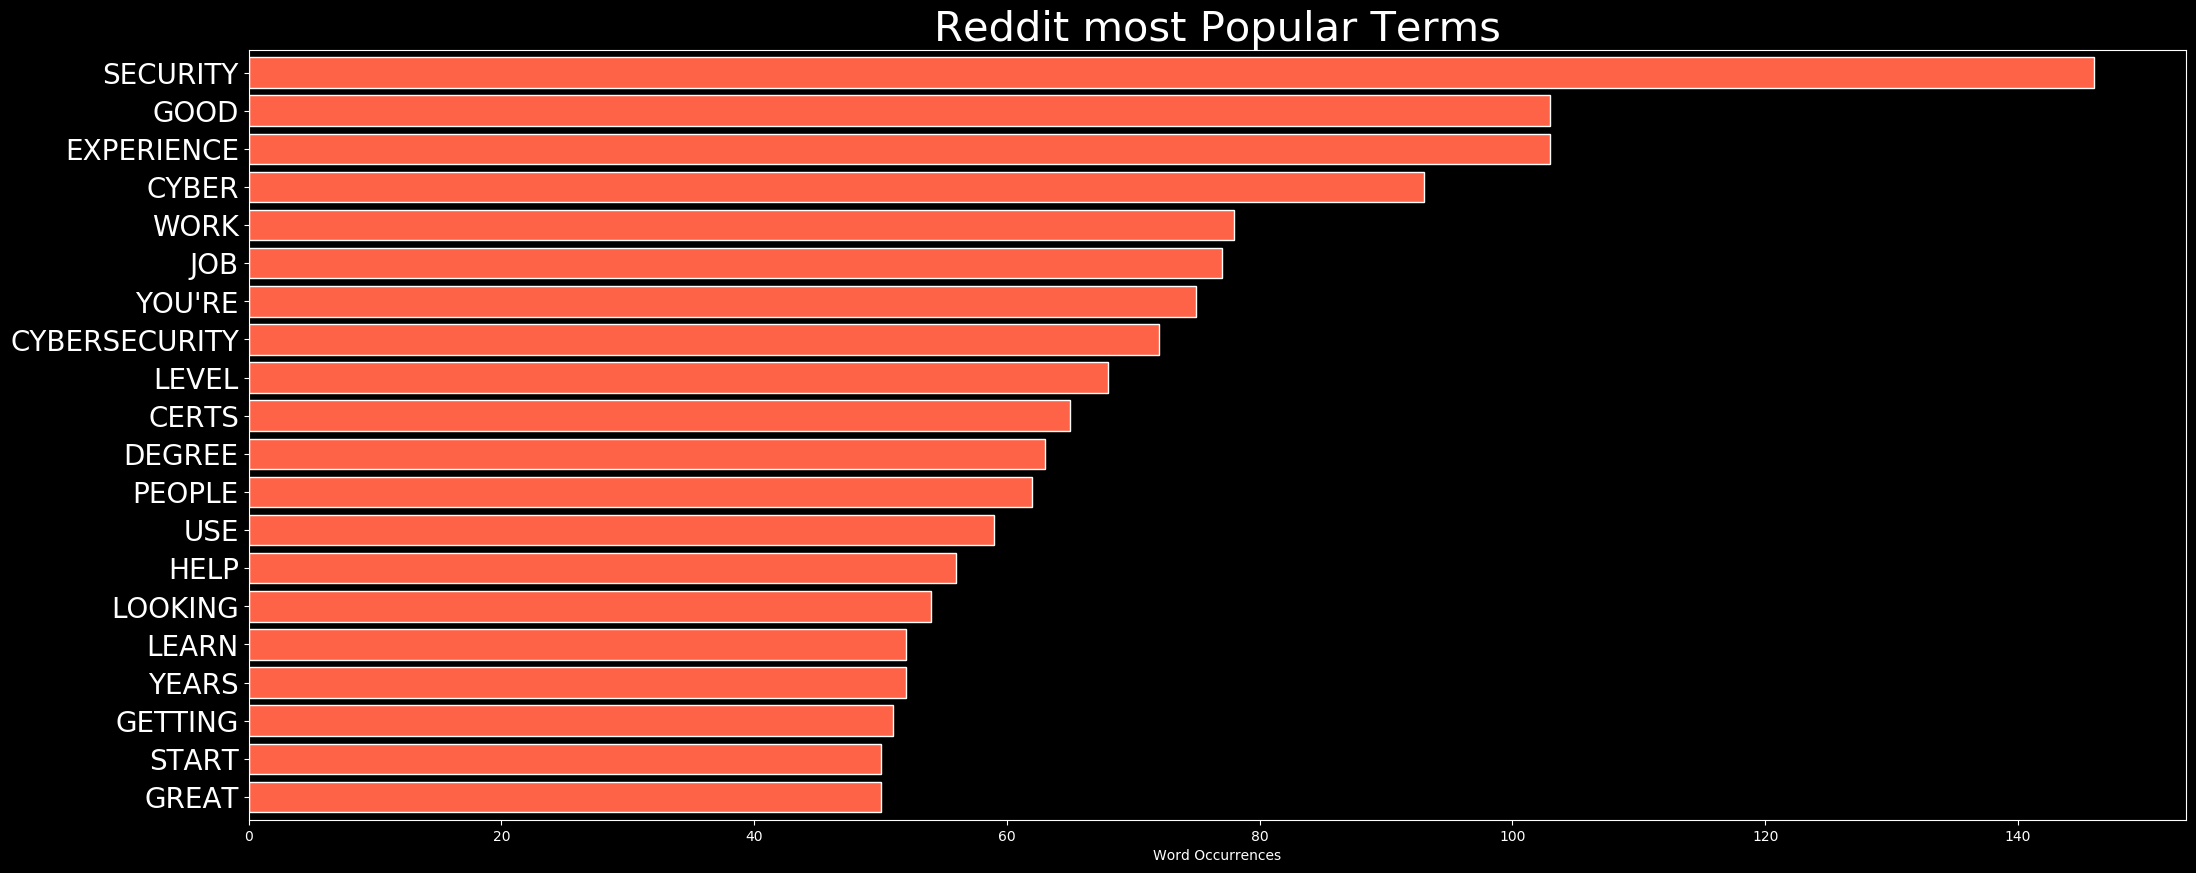 Reddit most Popular Terms
SECURITY
GOOD
EXPERIENCE
CYBER
WORK
JOB
YOU'RE
CYBERSECURITY
LEVEL
CERTS
DEGREE
PEOPLE
USE
HELP
LOOKING
LEARN
YEARS
GETTING
START
GREAT
0 20 40 60 80 100 120 140
Word Occurrences